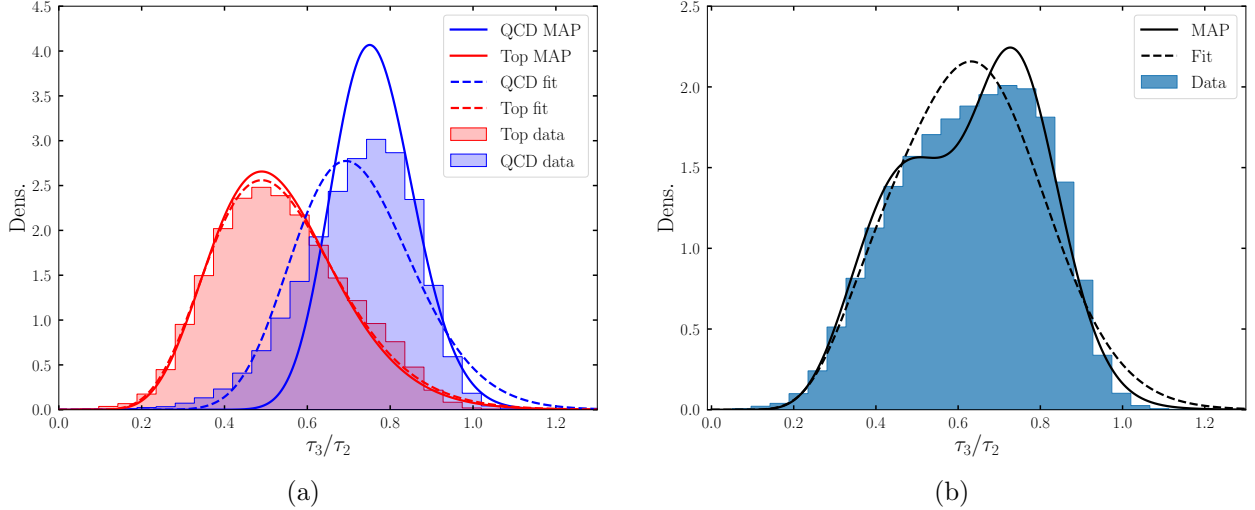 4.5
4.0
3.5
3.0
2.5
2.0
1.5
1.0
0.5
0.0
Dens.
0.0 0.2 0.4 0.6 0.8 1.0 1.2
τ₃/τ₂
QCD MAP
Top MAP
QCD fit
Top fit
Top data
QCD data
(a)
2.5
2.0
1.5
1.0
0.5
0.0
Dens.
0.0 0.2 0.4 0.6 0.8 1.0 1.2
τ₃/τ₂
MAP
Fit
Data
(b)